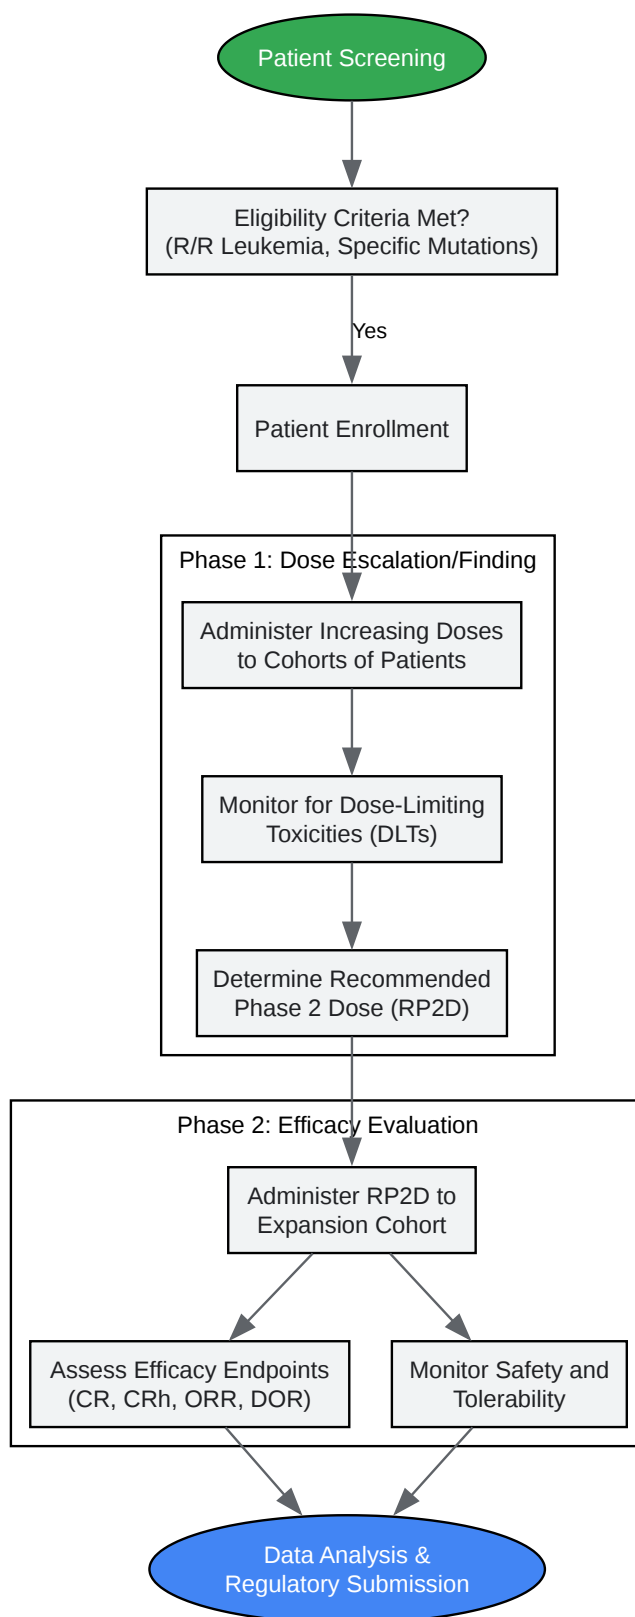 Patient Screening
Eligibility Criteria Met?
(R/R Leukemia, Specific Mutations)
Yes
Patient Enrollment
Phase 1: Dose Escalation/Finding
Administer Increasing Doses
to Cohorts of Patients
Monitor for Dose-Limiting
Toxicities (DLTs)
Determine Recommended
Phase 2 Dose (RP2D)
Phase 2: Efficacy Evaluation
Administer RP2D to
Expansion Cohort
Assess Efficacy Endpoints
(CR, CRh, ORR, DOR)
Monitor Safety and
Tolerability
Data Analysis &
Regulatory Submission